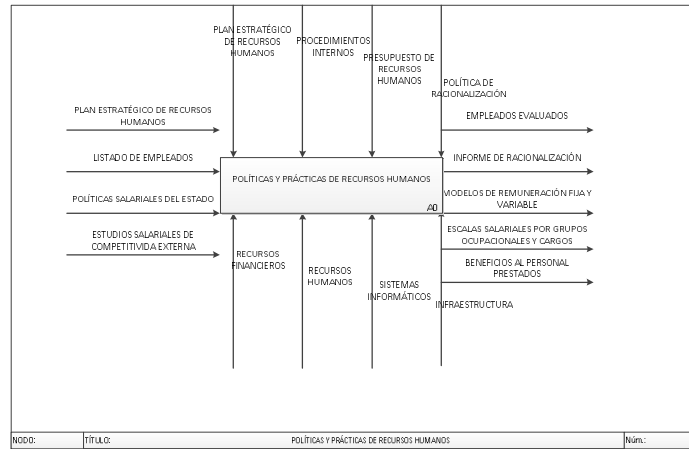 PLAN ESTRATÉGICO
DE RECURSOS
HUMANOS
PROCEDIMIENTOS
INTERNOS
PRESUPUESTO DE
RECURSOS
HUMANOS
POLÍTICA DE
RACIONALIZACIÓN
PLAN ESTRATÉGICO DE RECURSOS
HUMANOS
LISTADO DE EMPLEADOS
POLÍTICAS SALARIALES DEL ESTADO
ESTUDIOS SALARIALES DE
COMPETITIVIDA EXTERNA
POLÍTICAS Y PRÁCTICAS DE RECURSOS HUMANOS
A0
EMPLEADOS EVALUADOS
INFORME DE RACIONALIZACIÓN
MODELOS DE REMUNERACIÓN FIJA Y
VARIABLE
ESCALAS SALARIALES POR GRUPOS
OCUPACIONALES Y CARGOS
BENEFICIOS AL PERSONAL
PRESTADOS
RECURSOS
FINANCIEROS
RECURSOS
HUMANOS
SISTEMAS
INFORMÁTICOS
INFRAESTRUCTURA
NODO:
TÍTULO:
POLÍTICAS Y PRÁCTICAS DE RECURSOS HUMANOS
Núm.: